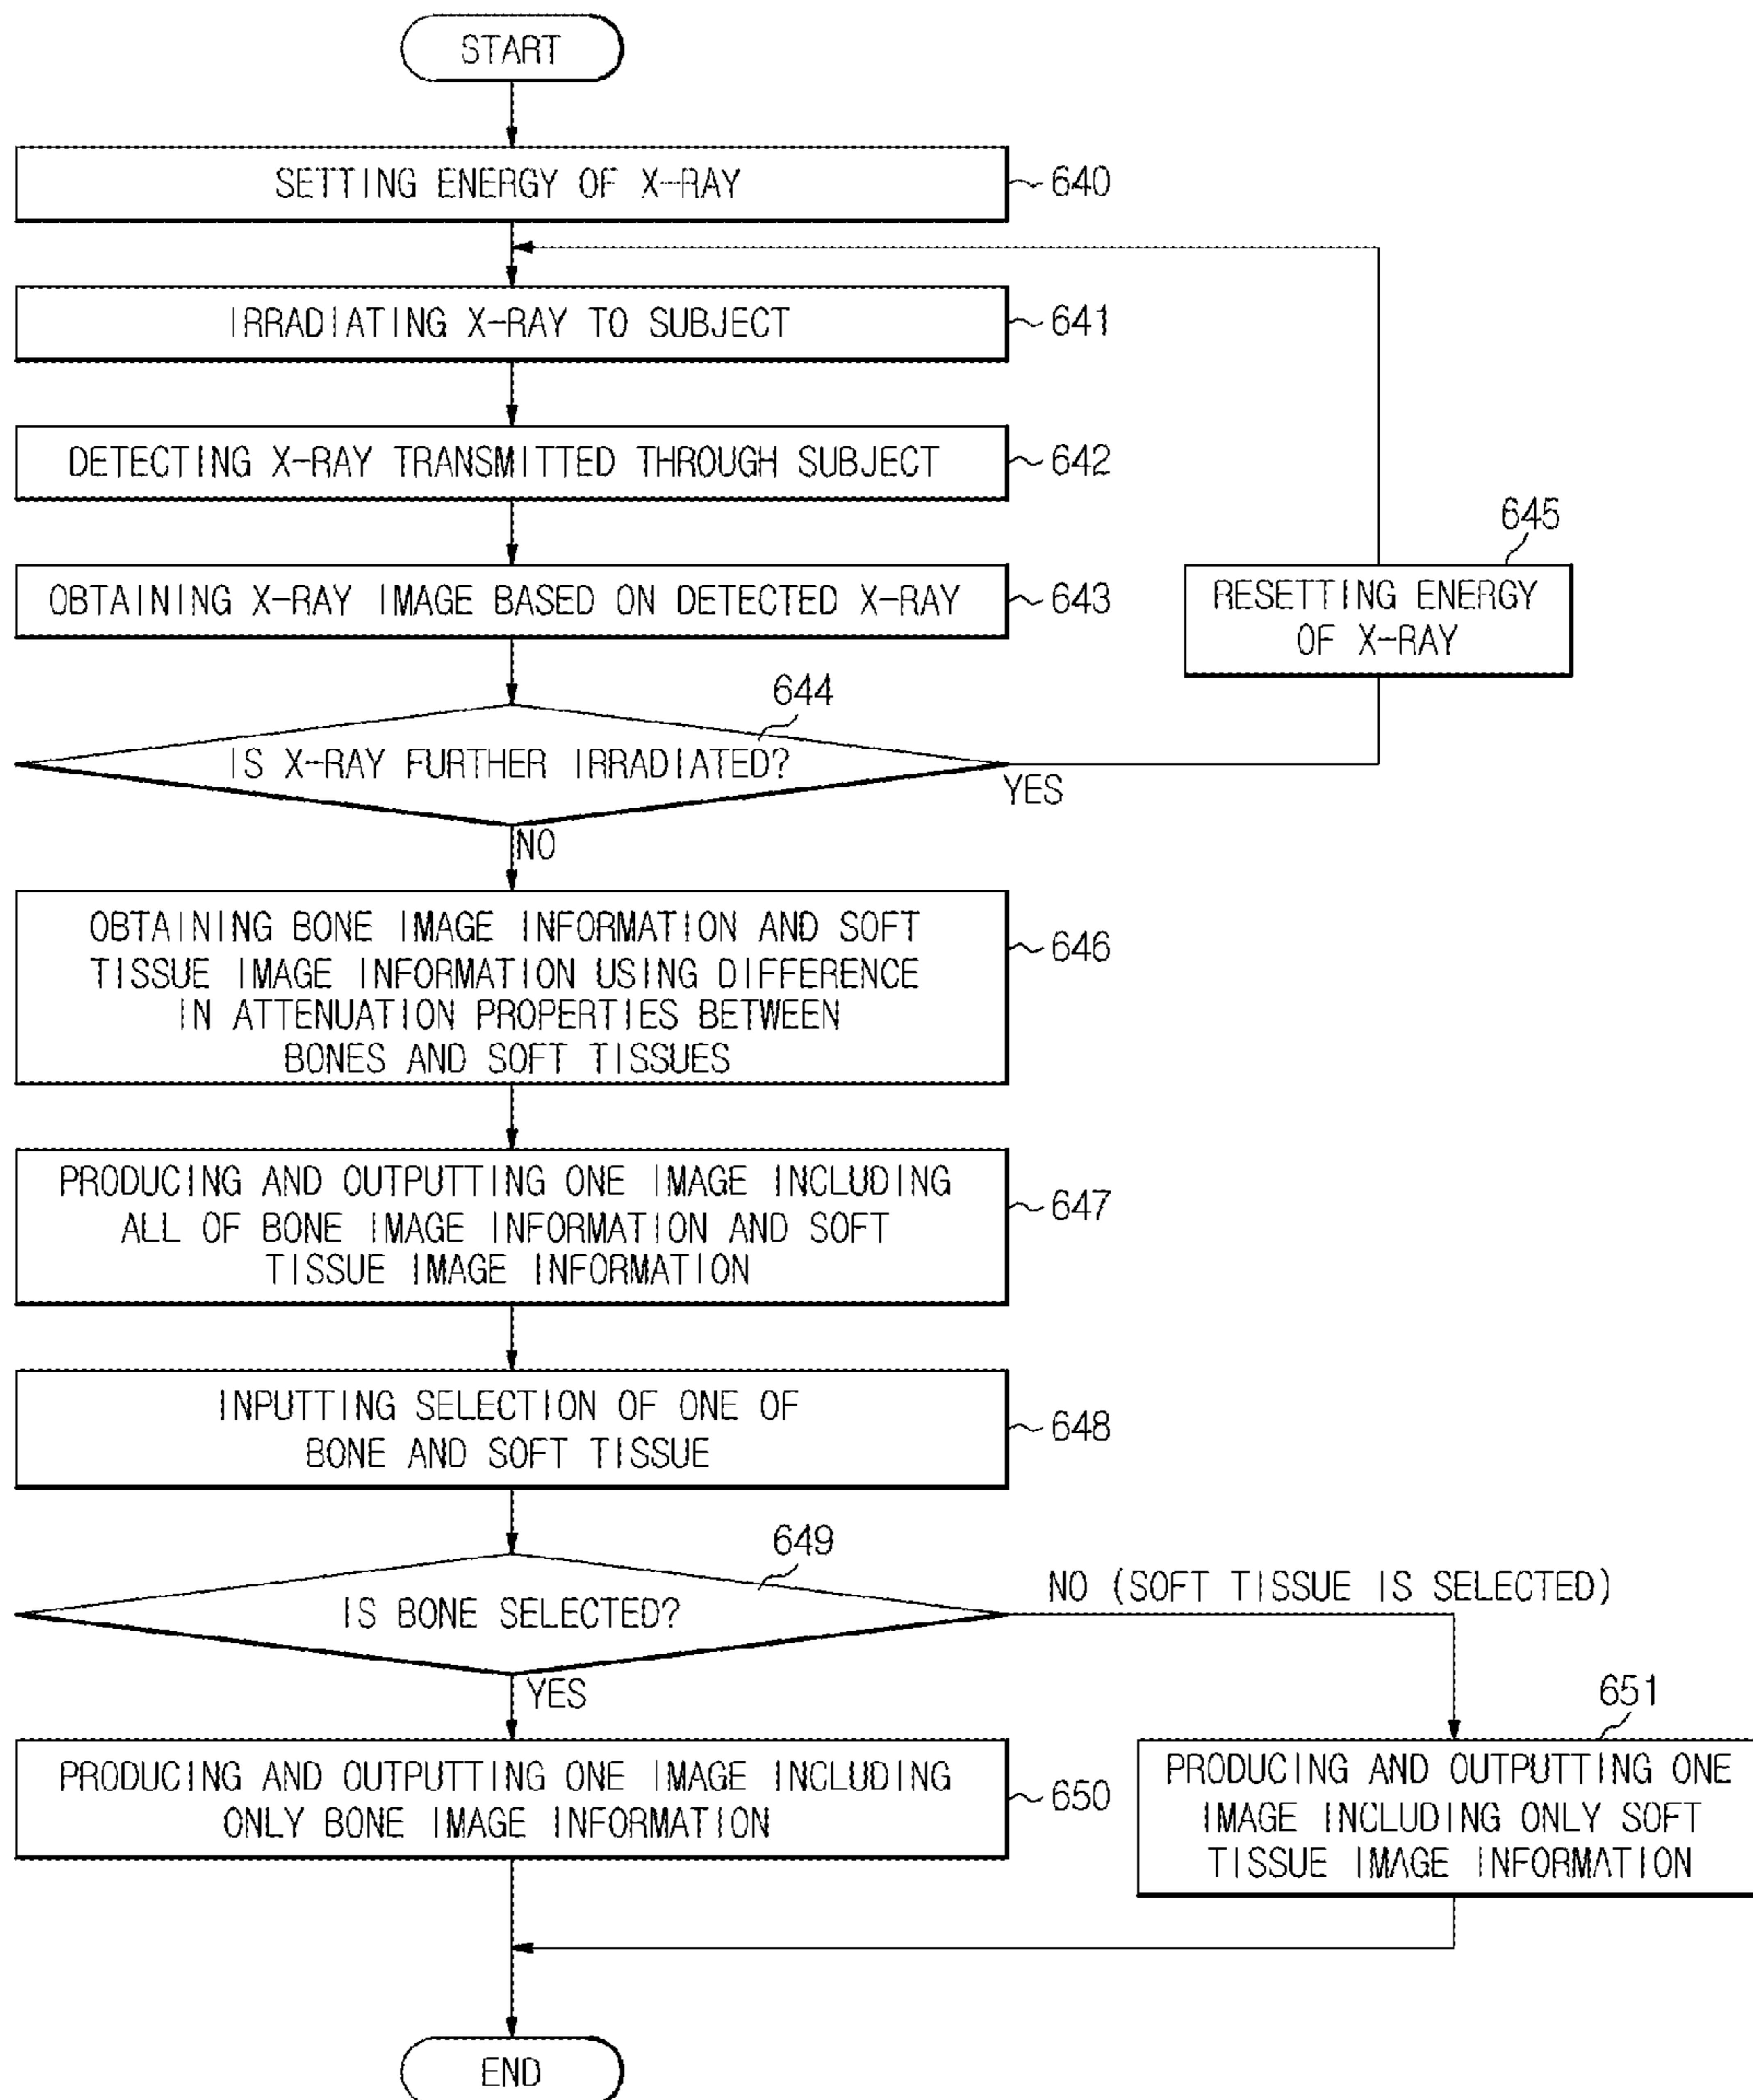 START
SETTING ENERGY OF X-RAY
640
IRRADIATING X-RAY TO SUBJECT
641
DETECTING X-RAY TRANSMITTED THROUGH SUBJECT
642
645
OBTAINING X-RAY IMAGE BASED ON DETECTED X-RAY
643
RESETTING ENERGY
OF X-RAY
644
IS X-RAY FURTHER IRRADIATED?
YES
NO
OBTAINING BONE IMAGE INFORMATION AND SOFT
TISSUE IMAGE INFORMATION USING DIFFERENCE
IN ATTENUATION PROPERTIES BETWEEN
BONES AND SOFT TISSUES
646
PRODUCING AND OUTPUTTING ONE IMAGE INCLUDING
ALL OF BONE IMAGE INFORMATION AND SOFT
TISSUE IMAGE INFORMATION
647
INPUTTING SELECTION OF ONE OF
BONE AND SOFT TISSUE
648
649
IS BONE SELECTED?
NO (SOFT TISSUE IS SELECTED)
YES
651
PRODUCING AND OUTPUTTING ONE IMAGE INCLUDING
ONLY BONE IMAGE INFORMATION
650
PRODUCING AND OUTPUTTING ONE
IMAGE INCLUDING ONLY SOFT
TISSUE IMAGE INFORMATION
END